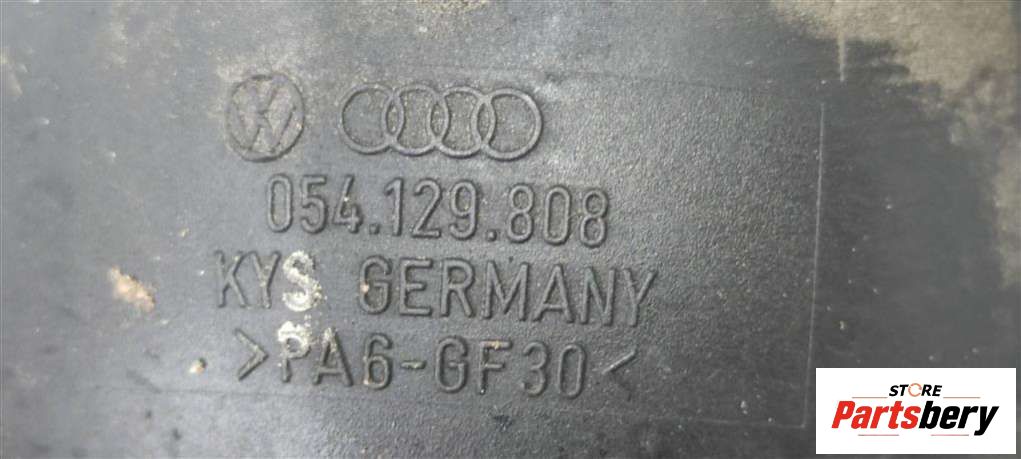 054.129.808
KYS GERMANY
>PA6-GF30<
STORE
Partsbery